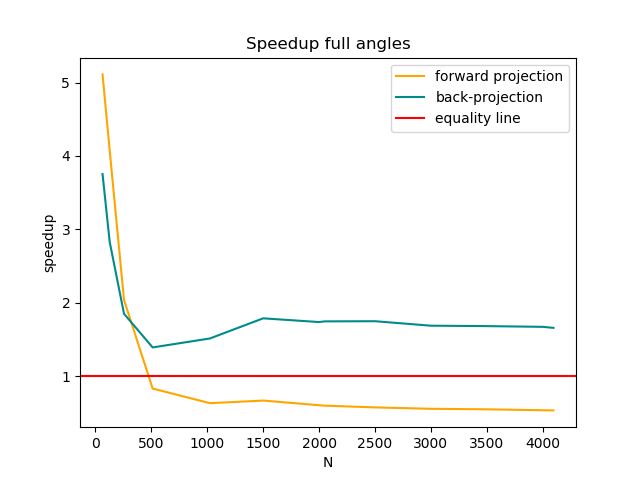 Speedup full angles
forward projection
back-projection
equality line
speedup
5
4
3
2
1
0
500
1000
1500
2000
2500
3000
3500
4000
N